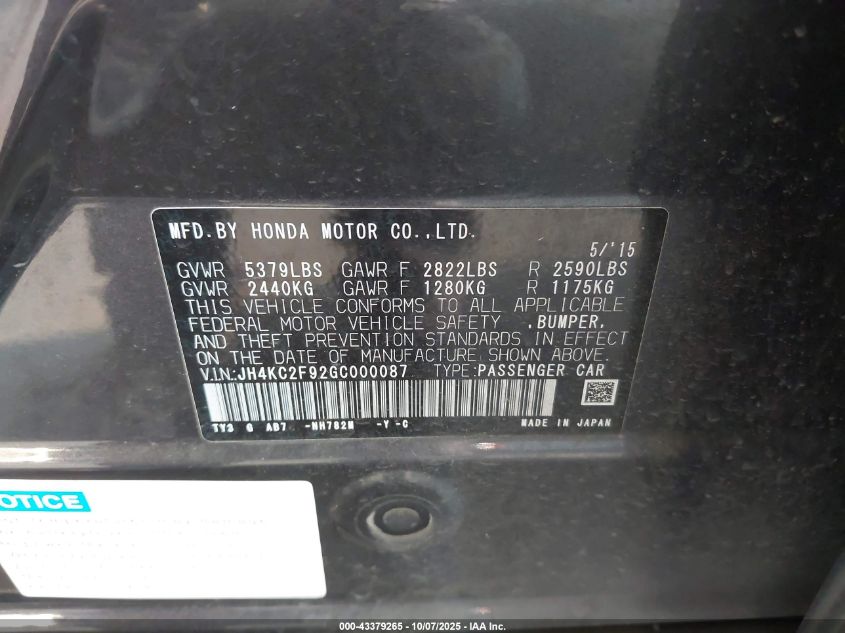 MFD.BY HONDA MOTOR CO.,LTD.
5/'15
GVWR 5379LBS GAWR F 2822LBS R 2590LBS
GVWR 2440KG GAWR F 1280KG R 1175KG
THIS VEHICLE CONFORMS TO ALL APPLICABLE
FEDERAL MOTOR VEHICLE SAFETY ,BUMPER,
AND THEFT PREVENTION STANDARDS IN EFFECT
ON THE DATE OF MANUFACTURE SHOWN ABOVE.
V.I.N.:JH4KC2F92GC000087 TYPE:PASSENGER CAR
TY3 G AB7 -NH782M -Y -C
MADE IN JAPAN
OTICE
000-43379265 - 10/07/2025 - IAA Inc.